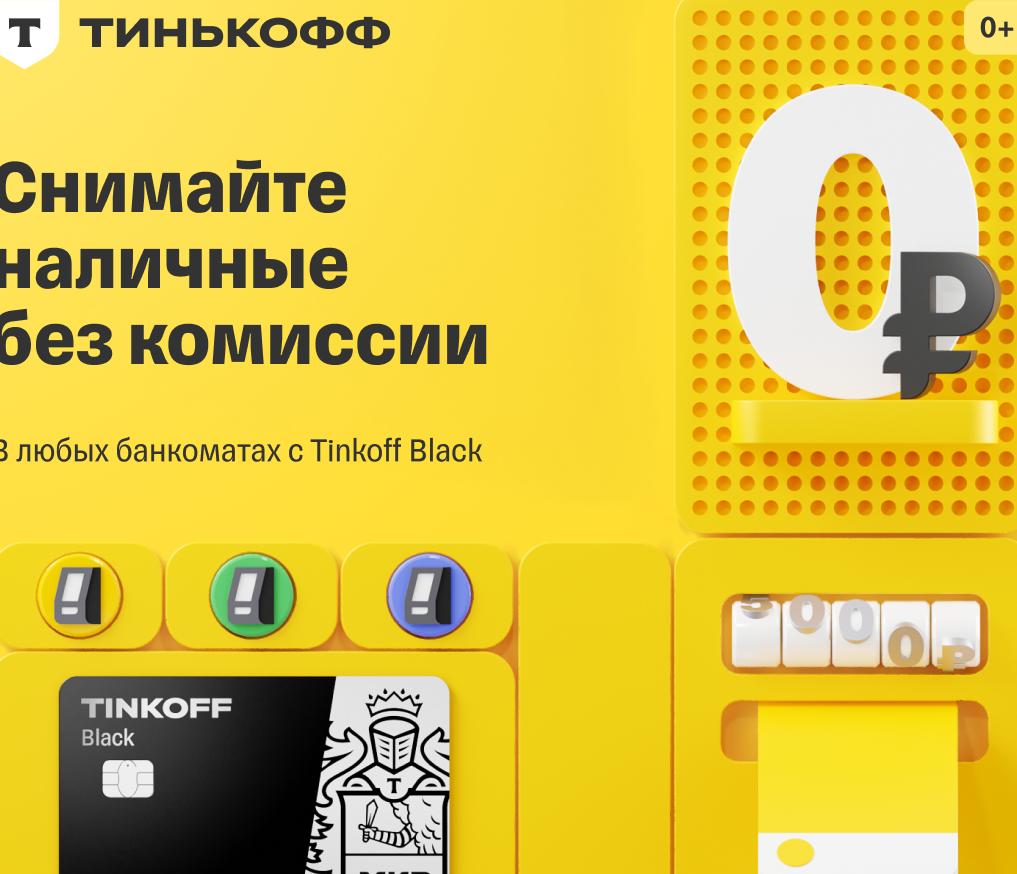 Т ТИНЬКОФФ
0+
Снимайте
наличные
без комиссии
В любых банкоматах с Tinkoff Black
0 ₽
5000₽
TINKOFF
Black
Т